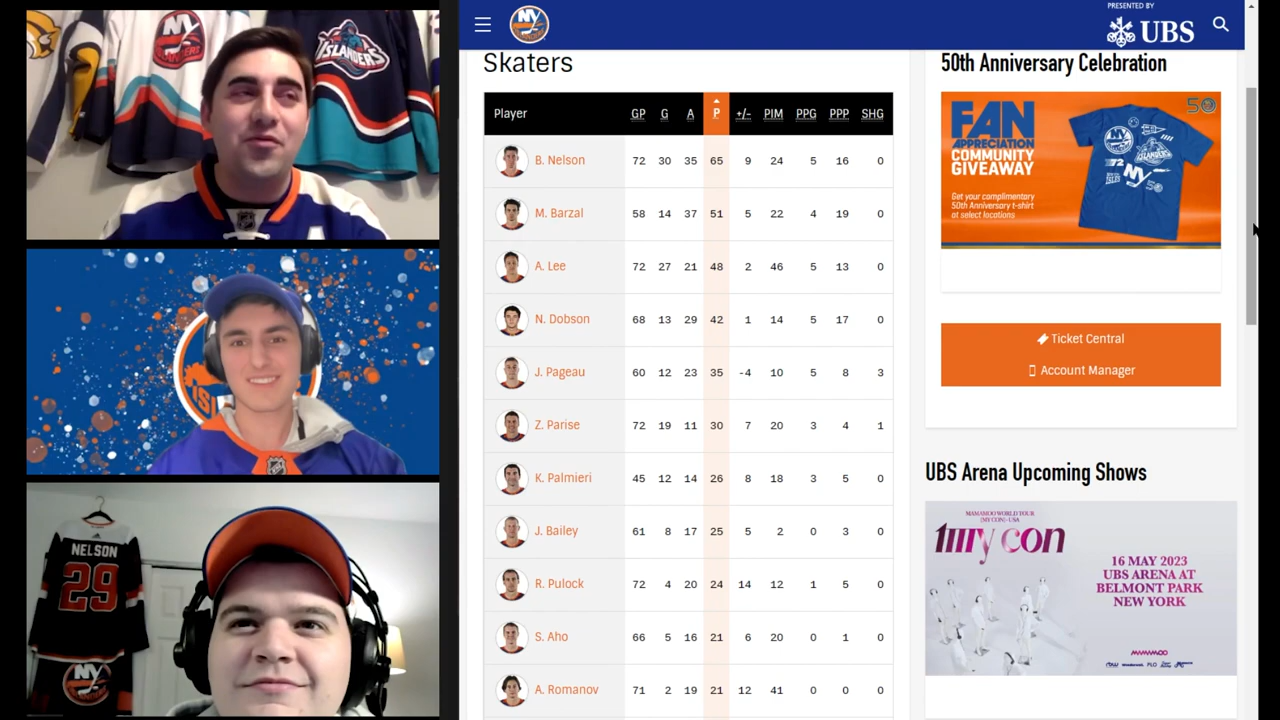 PRESENTED BY
UBS
NY
ISLANDERS
NELSON
29
NY
Skaters
Player GP G A P +/- PIM PPG PPP SHG
B. Nelson 72 30 35 65 9 24 5 16 0
M. Barzal 58 14 37 51 5 22 4 19 0
A. Lee 72 27 21 48 2 46 5 13 0
N. Dobson 68 13 29 42 1 14 5 17 0
J. Pageau 60 12 23 35 -4 10 5 8 3
Z. Parise 72 19 11 30 7 20 3 4 1
K. Palmieri 45 12 14 26 8 18 3 5 0
J. Bailey 61 8 17 25 5 2 0 3 0
R. Pulock 72 4 20 24 14 12 1 5 0
S. Aho 66 5 16 21 6 20 0 1 0
A. Romanov 71 2 19 21 12 41 0 0 0
50th Anniversary Celebration
FAN
APPRECIATION
COMMUNITY
GIVEAWAY
Get your complimentary
50th Anniversary t-shirt
at select locations
50
Ticket Central
Account Manager
UBS Arena Upcoming Shows
MAMAMOO WORLD TOUR
[MY CON] - USA
1my con
16 MAY 2023
UBS ARENA AT
BELMONT PARK
NEW YORK